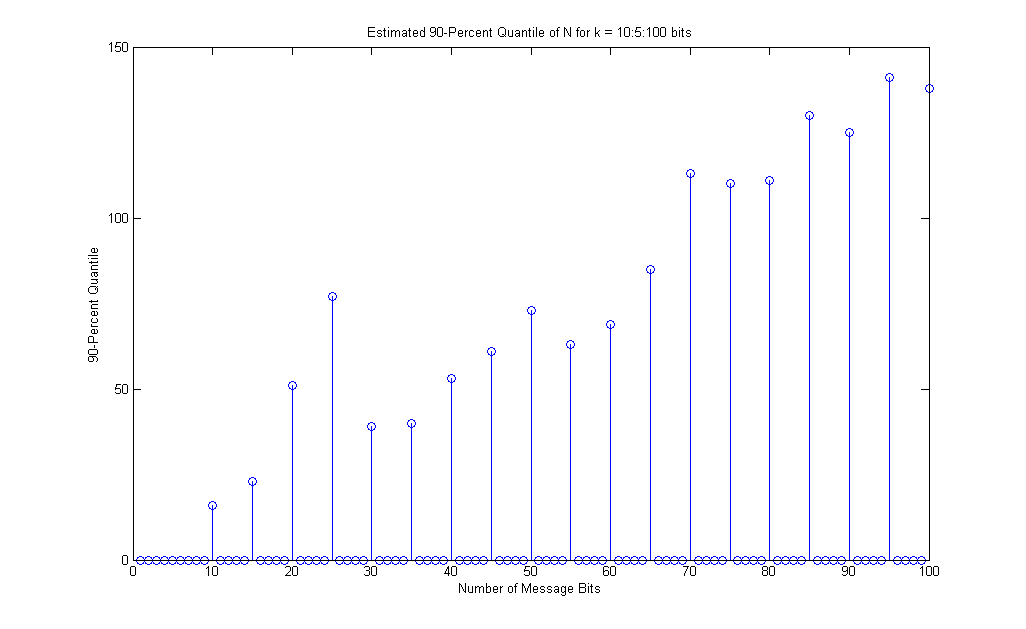 Estimated 90-Percent Quantile of N for k = 10:5:100 bits
150
100
50
0
90-Percent Quantile
0 10 20 30 40 50 60 70 80 90 100
Number of Message Bits